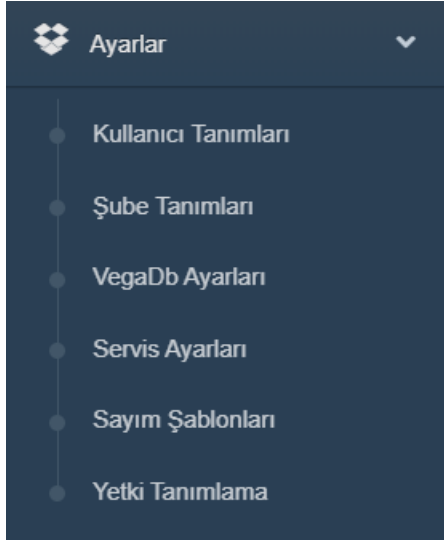 Ayarlar
Kullanıcı Tanımları
Şube Tanımları
VegaDb Ayarları
Servis Ayarları
Sayım Şablonları
Yetki Tanımlama